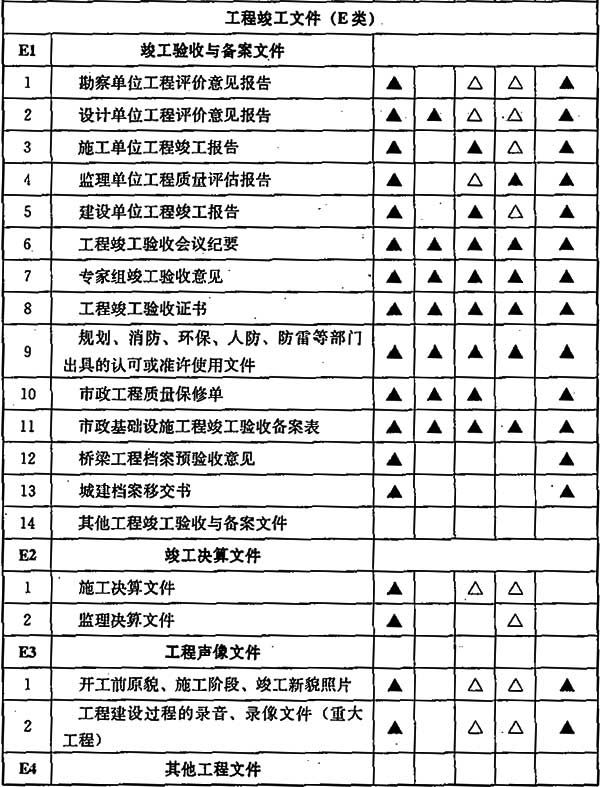 工程竣工文件（E类）
E1 竣工验收与备案文件
1 勘察单位工程评价意见报告 ▲ △ △ ▲
2 设计单位工程评价意见报告 ▲ ▲ △ △ ▲
3 施工单位工程竣工报告 ▲ ▲ △ ▲
4 监理单位工程质量评估报告 ▲ △ ▲ ▲
5 建设单位工程竣工报告 ▲ ▲ △ ▲
6 工程竣工验收会议纪要 ▲ ▲ ▲ ▲ ▲
7 专家组竣工验收意见 ▲ ▲ ▲ ▲ ▲
8 工程竣工验收证书 ▲ ▲ ▲ ▲ ▲
9 规划、消防、环保、人防、防雷等部门
出具的认可或准许使用文件 ▲ ▲ ▲ ▲ ▲
10 市政工程质量保修单 ▲ ▲ ▲ ▲
11 市政基础设施工程竣工验收备案表 ▲ ▲ ▲ ▲ ▲
12 桥梁工程档案预验收意见 ▲ ▲
13 城建档案移交书 ▲ ▲
14 其他工程竣工验收与备案文件
E2 竣工决算文件
1 施工决算文件 ▲ △ △
2 监理决算文件 ▲ △
E3 工程声像文件
1 开工前原貌、施工阶段、竣工新貌照片 ▲ △ △ ▲
2 工程建设过程的录音、录像文件（重大
工程） ▲ △ △ ▲
E4 其他工程文件